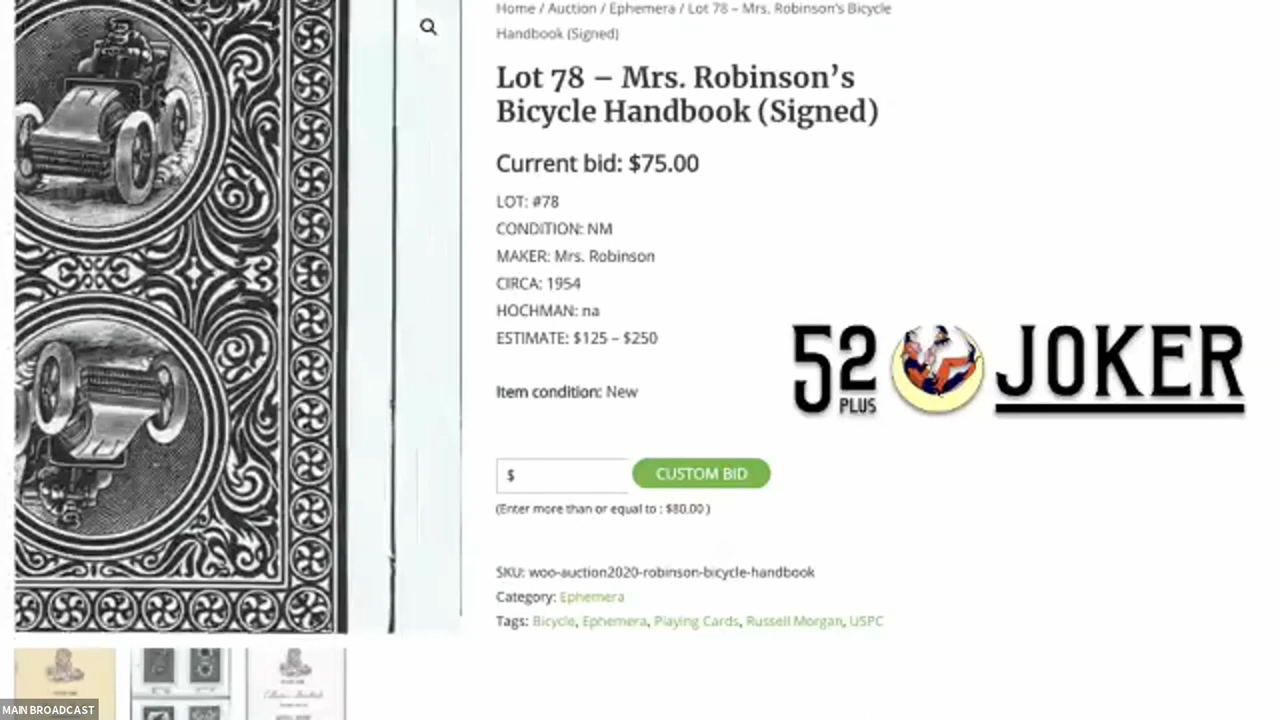 Home / Auction / Ephemera / Lot 78 – Mrs. Robinson's Bicycle
Handbook (Signed)
Lot 78 – Mrs. Robinson's
Bicycle Handbook (Signed)
Current bid: $75.00
LOT: #78
CONDITION: NM
MAKER: Mrs. Robinson
CIRCA: 1954
HOCHMAN: na
ESTIMATE: $125 – $250
52 PLUS JOKER
Item condition: New
$ CUSTOM BID
(Enter more than or equal to : $80.00 )
SKU: woo-auction2020-robinson-bicycle-handbook
Category: Ephemera
Tags: Bicycle, Ephemera, Playing Cards, Russell Morgan, USPC
MAIN BROADCAST